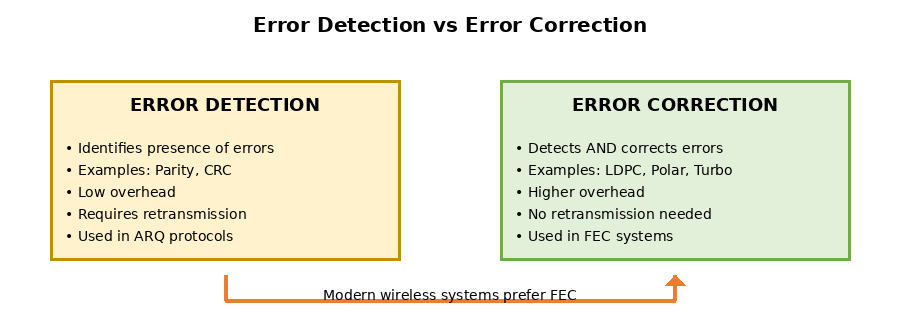 Error Detection vs Error Correction
ERROR DETECTION
• Identifies presence of errors
• Examples: Parity, CRC
• Low overhead
• Requires retransmission
• Used in ARQ protocols
ERROR CORRECTION
• Detects AND corrects errors
• Examples: LDPC, Polar, Turbo
• Higher overhead
• No retransmission needed
• Used in FEC systems
Modern wireless systems prefer FEC